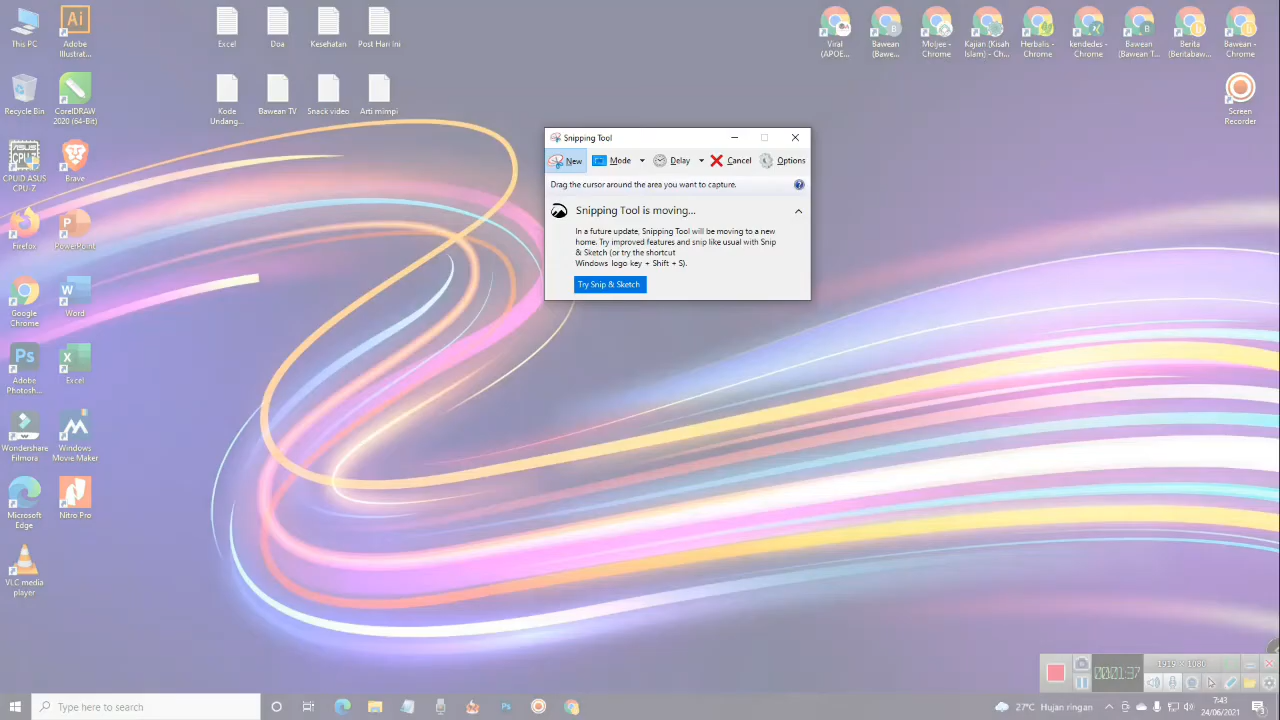 This PC
Adobe
Illustrat...
Excel
Doa
Kesehatan
Post Hari Ini
Viral
(APOE...
Bawean
(Bawe...
Moljee -
Chrome
Kajian (Kisah
Islam) - Ch...
Herbalis -
Chrome
kendedes -
Chrome
Bawean
(Bawean T...
Berita
(Beritabaw...
Bawean -
Chrome
Recycle Bin
CorelDRAW
2020 (64-Bit)
Kode
Undang...
Bawean TV
Snack video
Arti mimpi
Screen
Recorder
CPUID ASUS
CPU-Z
Brave
Firefox
PowerPoint
Google
Chrome
Word
Adobe
Photosh...
Excel
Wondershare
Filmora
Windows
Movie Maker
Microsoft
Edge
Nitro Pro
VLC media
player
Snipping Tool
New Mode Delay Cancel Options
Drag the cursor around the area you want to capture.
Snipping Tool is moving...
In a future update, Snipping Tool will be moving to a new
home. Try improved features and snip like usual with Snip
& Sketch (or try the shortcut
Windows logo key + Shift + S).
Try Snip & Sketch
00:01:37
1919 × 1080
Type here to search
27°C Hujan ringan
7:43
24/06/2021